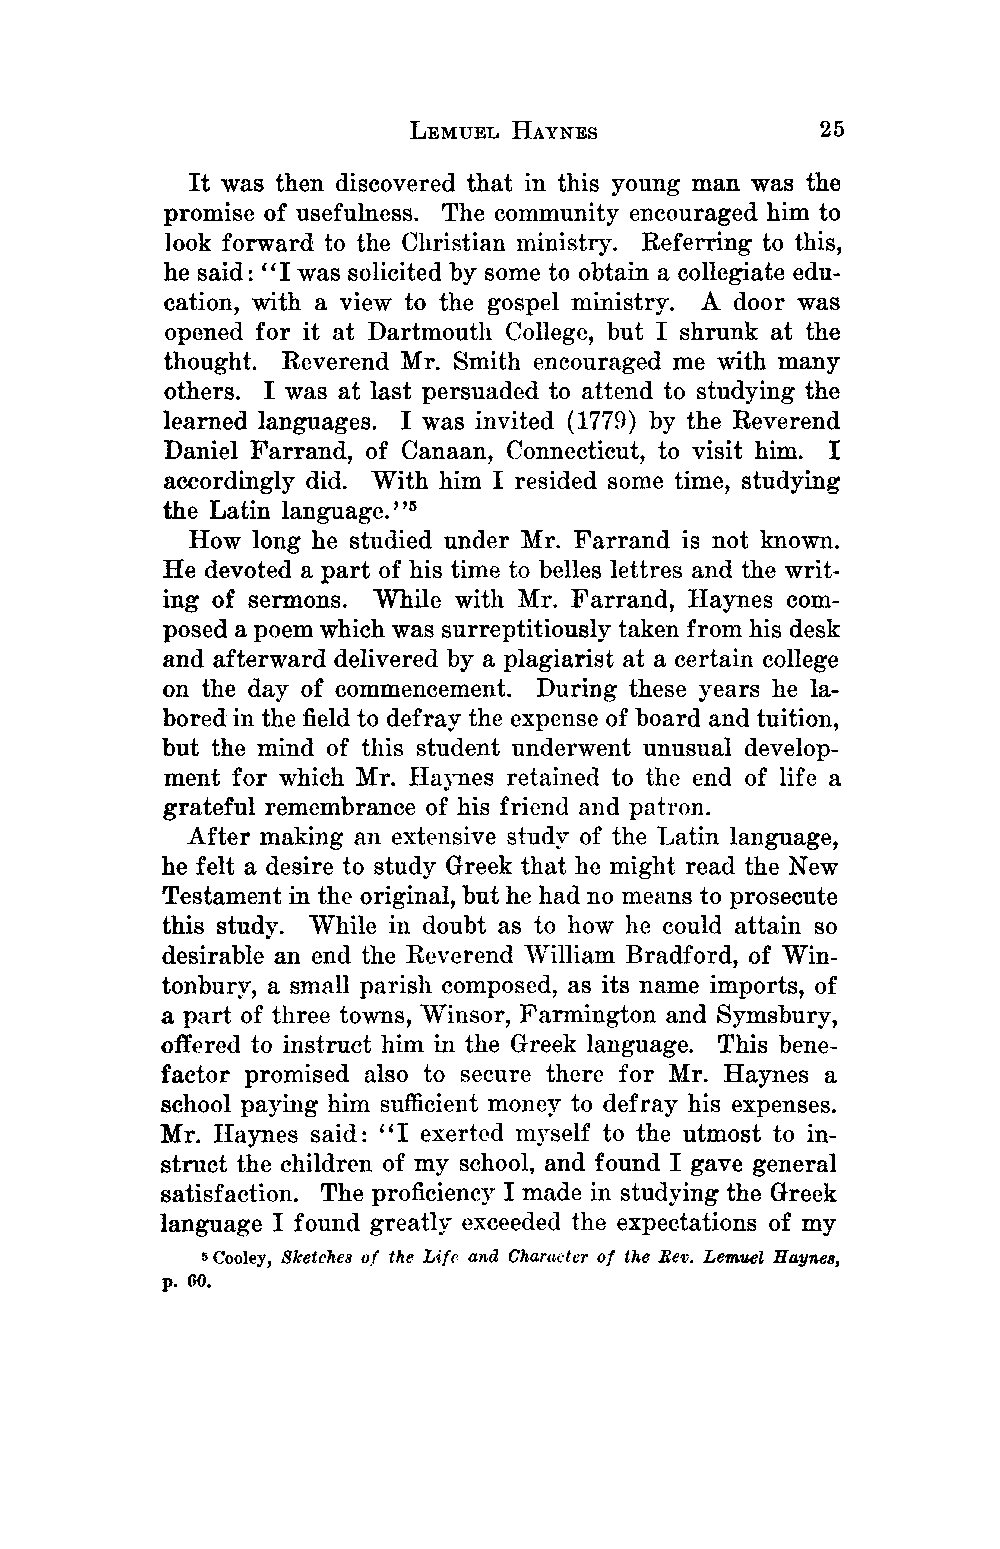 LEMUEL HAYNES 25
It was then discovered that in this young man was the
promise of usefulness. The community encouraged him to
look forward to the Christian ministry. Referring to this,
he said: “I was solicited by some to obtain a collegiate edu-
cation, with a view to the gospel ministry. A door was
opened for it at Dartmouth College, but I shrunk at the
thought. Reverend Mr. Smith encouraged me with many
others. I was at last persuaded to attend to studying the
learned languages. I was invited (1779) by the Reverend
Daniel Farrand, of Canaan, Connecticut, to visit him. I
accordingly did. With him I resided some time, studying
the Latin language.”⁵
How long he studied under Mr. Farrand is not known.
He devoted a part of his time to belles lettres and the writ-
ing of sermons. While with Mr. Farrand, Haynes com-
posed a poem which was surreptitiously taken from his desk
and afterward delivered by a plagiarist at a certain college
on the day of commencement. During these years he la-
bored in the field to defray the expense of board and tuition,
but the mind of this student underwent unusual develop-
ment for which Mr. Haynes retained to the end of life a
grateful remembrance of his friend and patron.
After making an extensive study of the Latin language,
he felt a desire to study Greek that he might read the New
Testament in the original, but he had no means to prosecute
this study. While in doubt as to how he could attain so
desirable an end the Reverend William Bradford, of Win-
tonbury, a small parish composed, as its name imports, of
a part of three towns, Winsor, Farmington and Symsbury,
offered to instruct him in the Greek language. This bene-
factor promised also to secure there for Mr. Haynes a
school paying him sufficient money to defray his expenses.
Mr. Haynes said: “I exerted myself to the utmost to in-
struct the children of my school, and found I gave general
satisfaction. The proficiency I made in studying the Greek
language I found greatly exceeded the expectations of my
⁵ Cooley, Sketches of the Life and Character of the Rev. Lemuel Haynes,
p. 60.